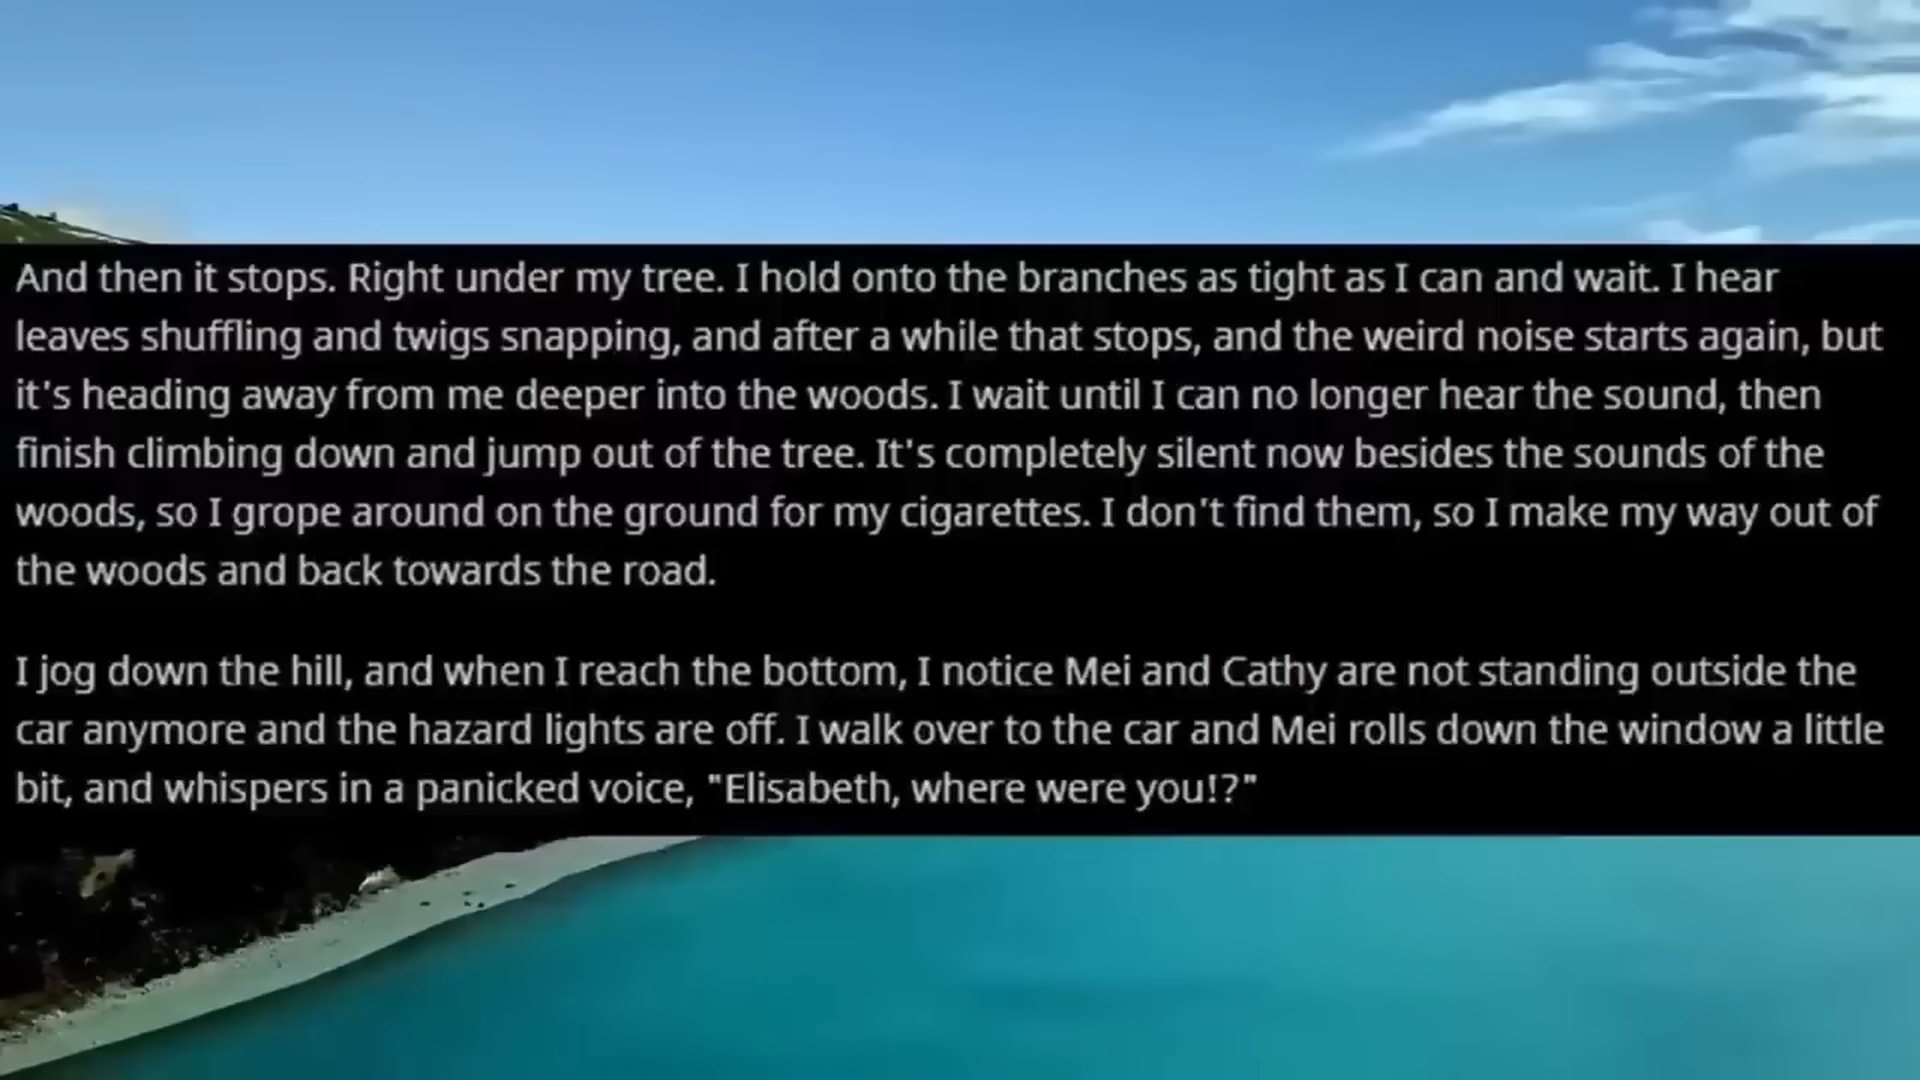 And then it stops. Right under my tree. I hold onto the branches as tight as I can and wait. I hear
leaves shuffling and twigs snapping, and after a while that stops, and the weird noise starts again, but
it's heading away from me deeper into the woods. I wait until I can no longer hear the sound, then
finish climbing down and jump out of the tree. It's completely silent now besides the sounds of the
woods, so I grope around on the ground for my cigarettes. I don't find them, so I make my way out of
the woods and back towards the road.
I jog down the hill, and when I reach the bottom, I notice Mei and Cathy are not standing outside the
car anymore and the hazard lights are off. I walk over to the car and Mei rolls down the window a little
bit, and whispers in a panicked voice, "Elisabeth, where were you!?"